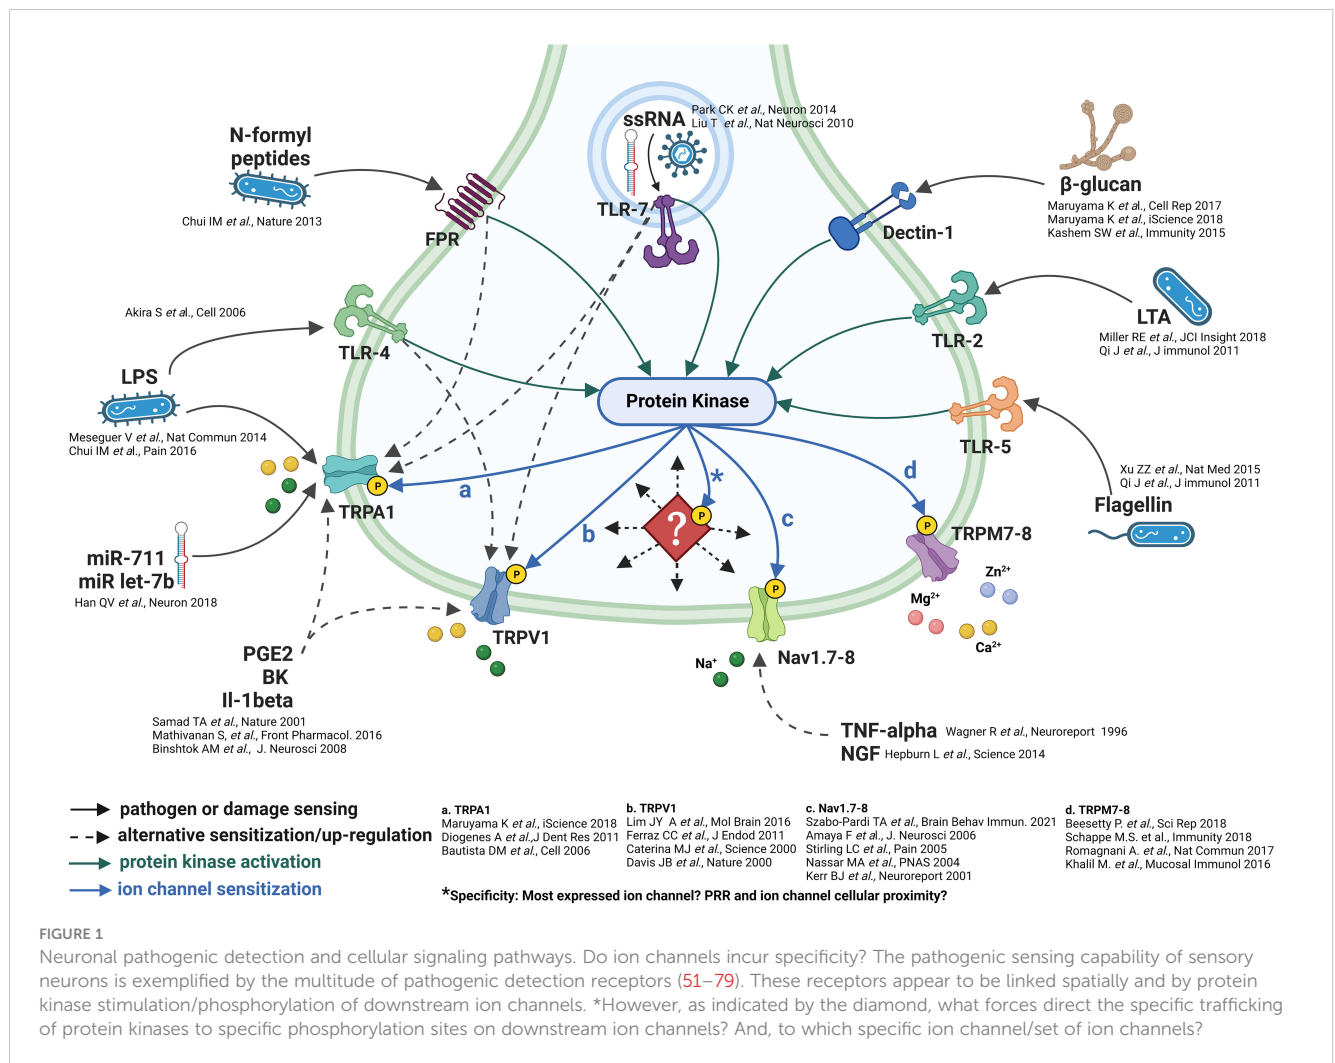 N-formyl
peptides
Chui IM et al., Nature 2013
FPR
ssRNA
Park CK et al., Neuron 2014
Liu T et al., Nat Neurosci 2010
TLR-7
β-glucan
Maruyama K et al., Cell Rep 2017
Maruyama K et al., iScience 2018
Kashem SW et al., Immunity 2015
Dectin-1
Akira S et al., Cell 2006
TLR-4
LPS
Meseguer V et al., Nat Commun 2014
Chui IM et al., Pain 2016
TLR-2
LTA
Miller RE et al., JCI Insight 2018
Qi J et al., J immunol 2011
Protein Kinase
TLR-5
Xu ZZ et al., Nat Med 2015
Qi J et al., J immunol 2011
Flagellin
P
TRPA1
a
b
*
c
d
?
P
P
P
P
TRPM7-8
Zn2+
Mg2+
Ca2+
miR-711
miR let-7b
Han QV et al., Neuron 2018
TRPV1
Na+
Nav1.7-8
PGE2
BK
Il-1beta
Samad TA et al., Nature 2001
Mathivanan S, et al., Front Pharmacol. 2016
Binshtok AM et al., J. Neurosci 2008
TNF-alpha Wagner R et al., Neuroreport 1996
NGF Hepburn L et al., Science 2014
pathogen or damage sensing
alternative sensitization/up-regulation
protein kinase activation
ion channel sensitization
a. TRPA1
Maruyama K et al., iScience 2018
Diogenes A et al.,J Dent Res 2011
Bautista DM et al., Cell 2006
b. TRPV1
Lim JY A et al., Mol Brain 2016
Ferraz CC et al., J Endod 2011
Caterina MJ et al., Science 2000
Davis JB et al., Nature 2000
c. Nav1.7-8
Szabo-Pardi TA et al., Brain Behav Immun. 2021
Amaya F et al., J. Neurosci 2006
Stirling LC et al., Pain 2005
Nassar MA et al., PNAS 2004
Kerr BJ et al., Neuroreport 2001
d. TRPM7-8
Beesetty P. et al., Sci Rep 2018
Schappe M.S. et al., Immunity 2018
Romagnani A. et al., Nat Commun 2017
Khalil M. et al., Mucosal Immunol 2016
*Specificity: Most expressed ion channel? PRR and ion channel cellular proximity?
FIGURE 1
Neuronal pathogenic detection and cellular signaling pathways. Do ion channels incur specificity? The pathogenic sensing capability of sensory
neurons is exemplified by the multitude of pathogenic detection receptors (51–79). These receptors appear to be linked spatially and by protein
kinase stimulation/phosphorylation of downstream ion channels. *However, as indicated by the diamond, what forces direct the specific trafficking
of protein kinases to specific phosphorylation sites on downstream ion channels? And, to which specific ion channel/set of ion channels?